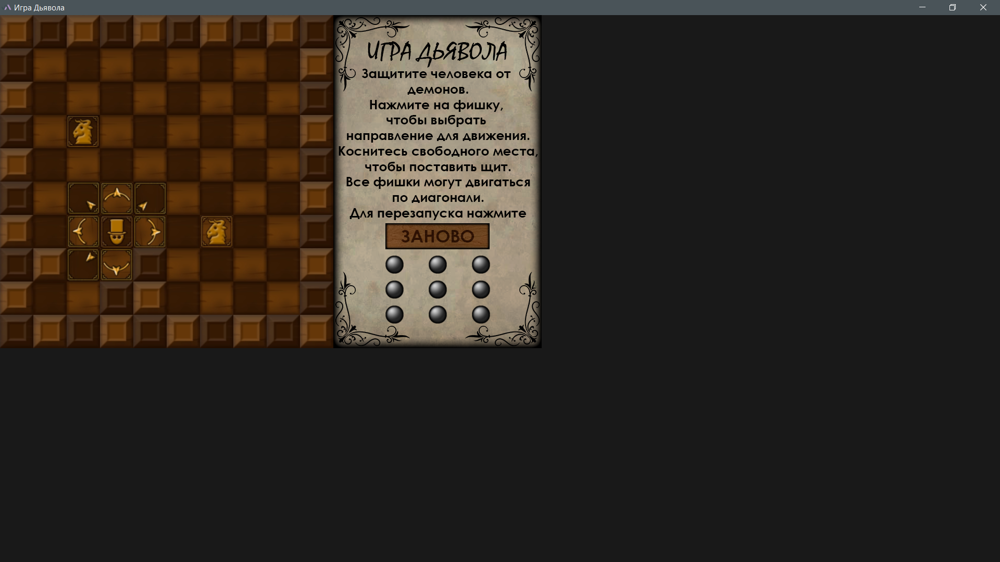 Игра Дьявола
ИГРА ДЬЯВОЛА
Защитите человека от
демонов.
Нажмите на фишку,
чтобы выбрать
направление для движения.
Коснитесь свободного места,
чтобы поставить щит.
Все фишки могут двигаться
по диагонали.
Для перезапуска нажмите
ЗАНОВО